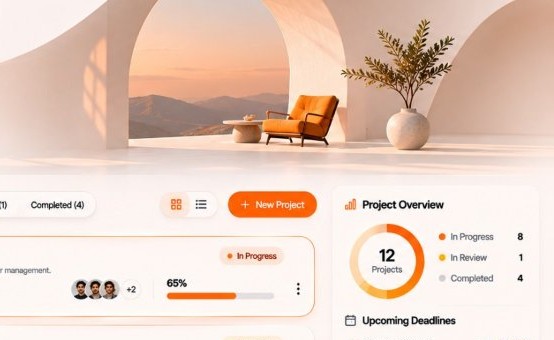 (1)
Completed (4)
+ New Project
Project Overview
In Progress
r management.
+2
65%
12
Projects
In Progress 8
In Review 1
Completed 4
Upcoming Deadlines